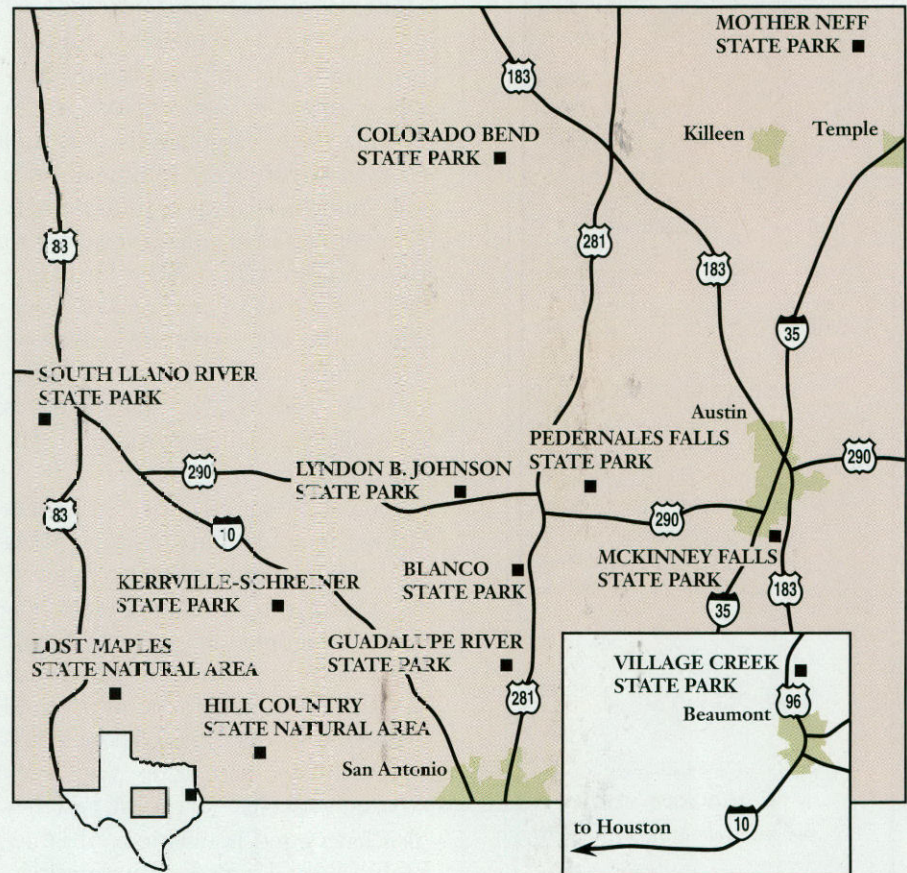 MOTHER NEFF
STATE PARK
183
COLORADO BEND
STATE PARK
Killeen
Temple
83
281
183
35
SOUTH LLANO RIVER
STATE PARK
Austin
PEDERNALES FALLS
STATE PARK
290
LYNDON B. JOHNSON
STATE PARK
290
83
10
290
MCKINNEY FALLS
STATE PARK
KERRVILLE-SCHREINER
STATE PARK
BLANCO
STATE PARK
183
35
LOST MAPLES
STATE NATURAL AREA
GUADALUPE RIVER
STATE PARK
VILLAGE CREEK
STATE PARK
HILL COUNTRY
STATE NATURAL AREA
281
96
Beaumont
San Antonio
10
to Houston